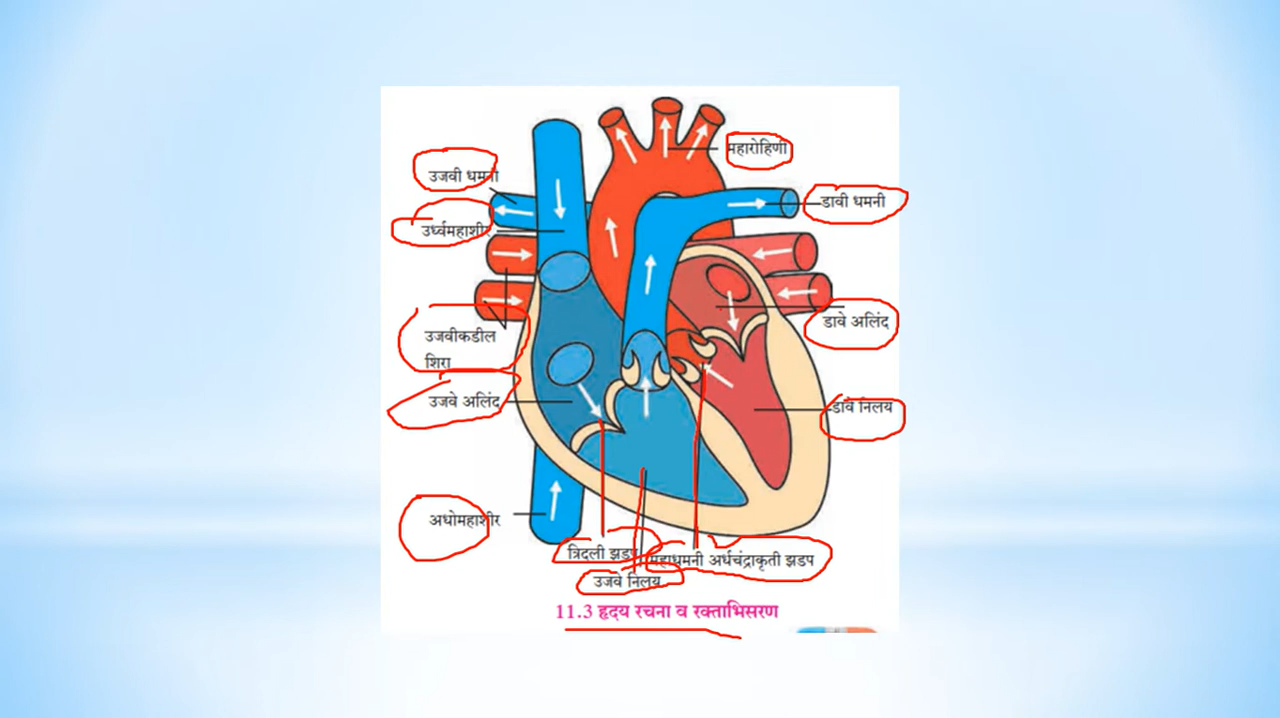 महारोहिणी
उजवी धमनी
डावी धमनी
उर्ध्वमहाशीर
डावे अलिंद
उजवीकडील
शिरा
उजवे अलिंद
डावे निलय
अधोमहाशीर
त्रिदली झडप
महाधमनी अर्धचंद्राकृती झडप
उजवे निलय
11.3 हृदय रचना व रक्ताभिसरण